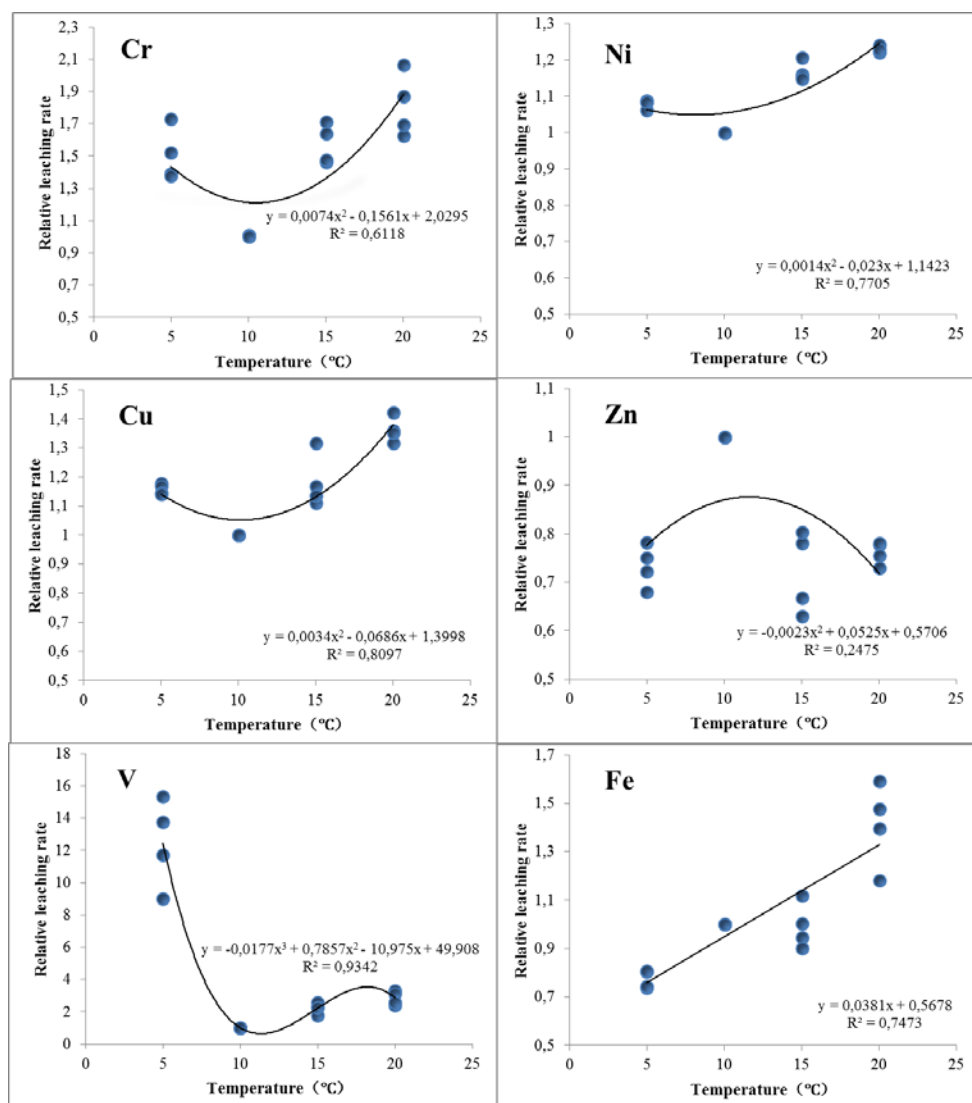 Cr
Relative leaching rate
2,3
2,1
1,9
1,7
1,5
1,3
1,1
0,9
0,7
0,5
y = 0,0074x² - 0,1561x + 2,0295
R² = 0,6118
0 5 10 15 20 25
Temperature（℃）
Ni
Relative leaching rate
1,3
1,2
1,1
1
0,9
0,8
0,7
0,6
0,5
y = 0,0014x² - 0,023x + 1,1423
R² = 0,7705
0 5 10 15 20 25
Temperature（℃）
Cu
Relative leaching rate
1,5
1,4
1,3
1,2
1,1
1
0,9
0,8
0,7
0,6
0,5
y = 0,0034x² - 0,0686x + 1,3998
R² = 0,8097
0 5 10 15 20 25
Temperature（℃）
Zn
Relative leaching rate
1,1
1
0,9
0,8
0,7
0,6
0,5
y = -0,0023x² + 0,0525x + 0,5706
R² = 0,2475
0 5 10 15 20 25
Temperature（℃）
V
Relative leaching rate
18
16
14
12
10
8
6
4
2
0
y = -0,0177x³ + 0,7857x² - 10,975x + 49,908
R² = 0,9342
0 5 10 15 20 25
Temperature（℃）
Fe
Relative leaching rate
1,7
1,5
1,3
1,1
0,9
0,7
0,5
y = 0,0381x + 0,5678
R² = 0,7473
0 5 10 15 20 25
Temperature（℃）